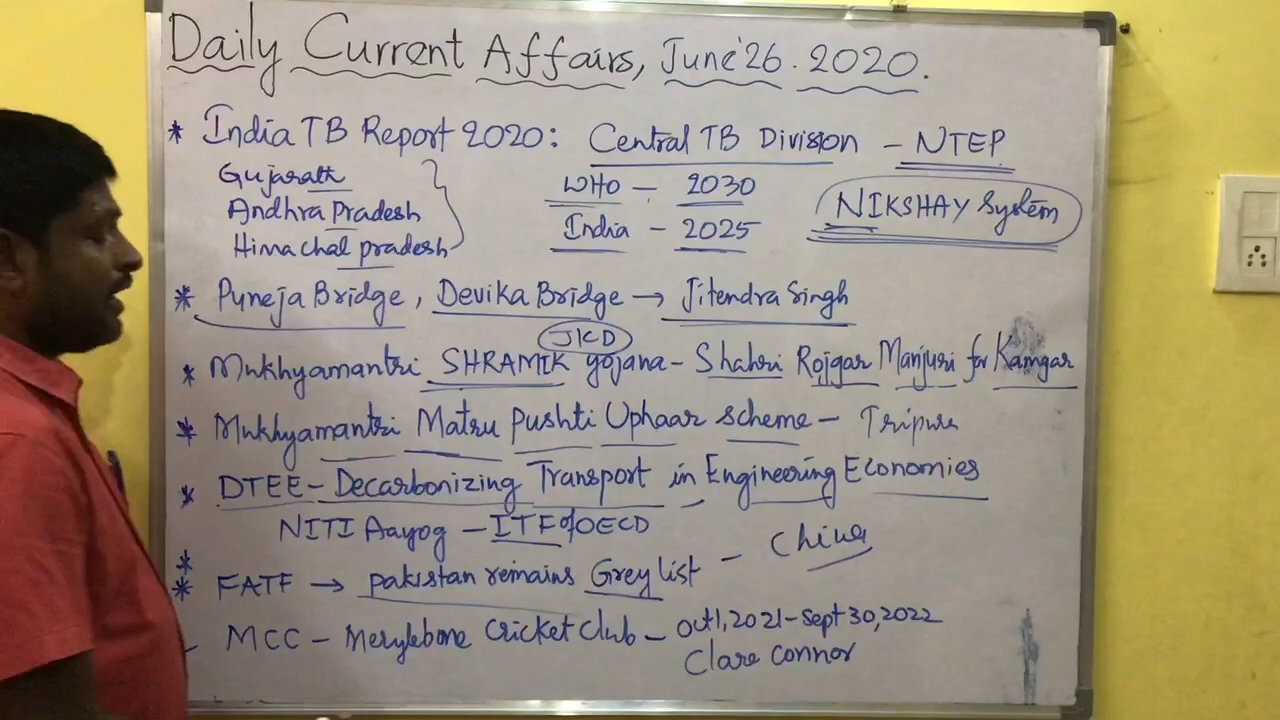 Daily Current Affairs, June'26. 2020.
* India TB Report 2020: Central TB Division - NTEP
Gujarath
Andhra Pradesh
Himachal pradesh
WHO - 2030
India - 2025
NIKSHAY System
* Puneja Bridge, Devika Bridge → Jitendra Singh
JKD
* Mukhyamantri SHRAMIK yojana - Shahri Rojgar Manjuri for Kamgar
* Mukhyamantri Matru pushti Uphaar scheme - Tripura
* DTEE - Decarbonizing Transport in Engineering Economies
NITI Aayog - ITF of OECD
*
* FATF → pakistan remains Grey list - China
MCC - Merylebone Cricket Club - Oct 1, 2021 - Sept 30, 2022
Clare connor